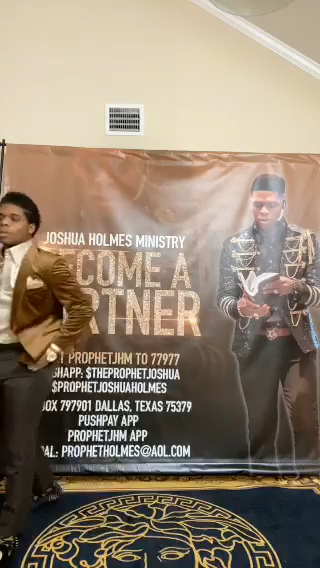 JOSHUA HOLMES MINISTRY
ECOME A
RTNER
T PROPHETJHM TO 77977
SHAPP: $THEPROPHETJOSHUA
$PROPHETJOSHUAHOLMES
OX 797901 DALLAS, TEXAS 75379
PUSHPAY APP
PROPHETJHM APP
AL: PROPHETHOLMES@AOL.COM